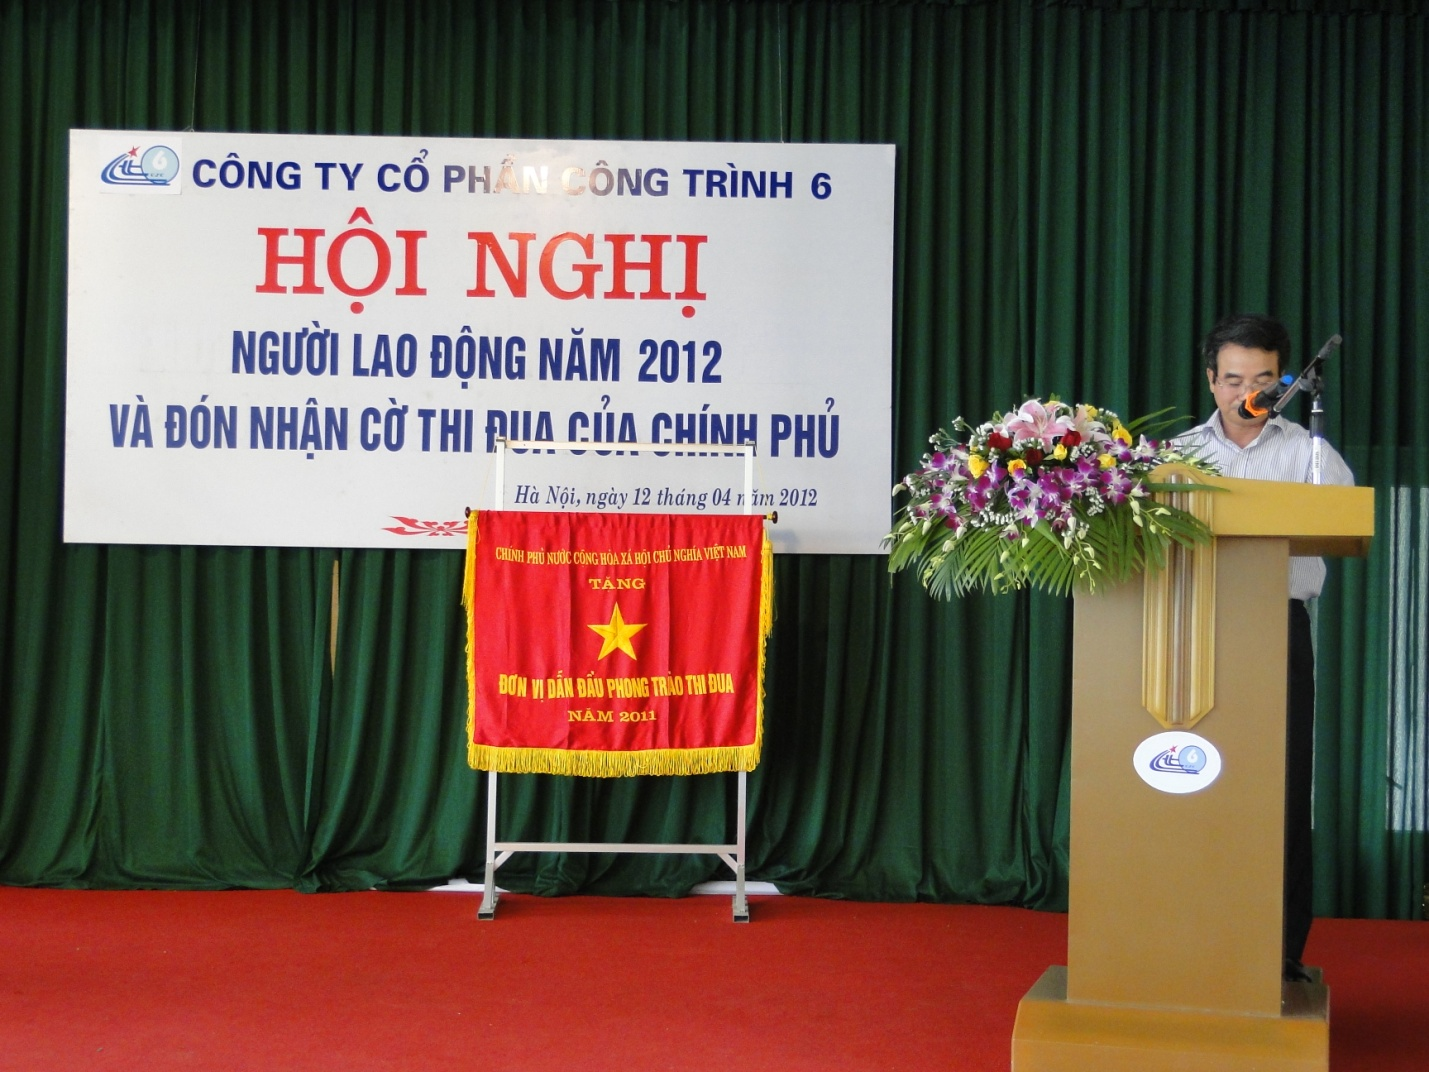 6
CÔNG TY CỔ PHẦN CÔNG TRÌNH 6
HỘI NGHỊ
NGƯỜI LAO ĐỘNG NĂM 2012
VÀ ĐÓN NHẬN CỜ THI ĐUA CỦA CHÍNH PHỦ
Hà Nội, ngày 12 tháng 04 năm 2012
CHÍNH PHỦ NƯỚC CỘNG HÒA XÃ HỘI CHỦ NGHĨA VIỆT NAM
TẶNG
ĐƠN VỊ DẪN ĐẦU PHONG TRÀO THI ĐUA
NĂM 2011
6